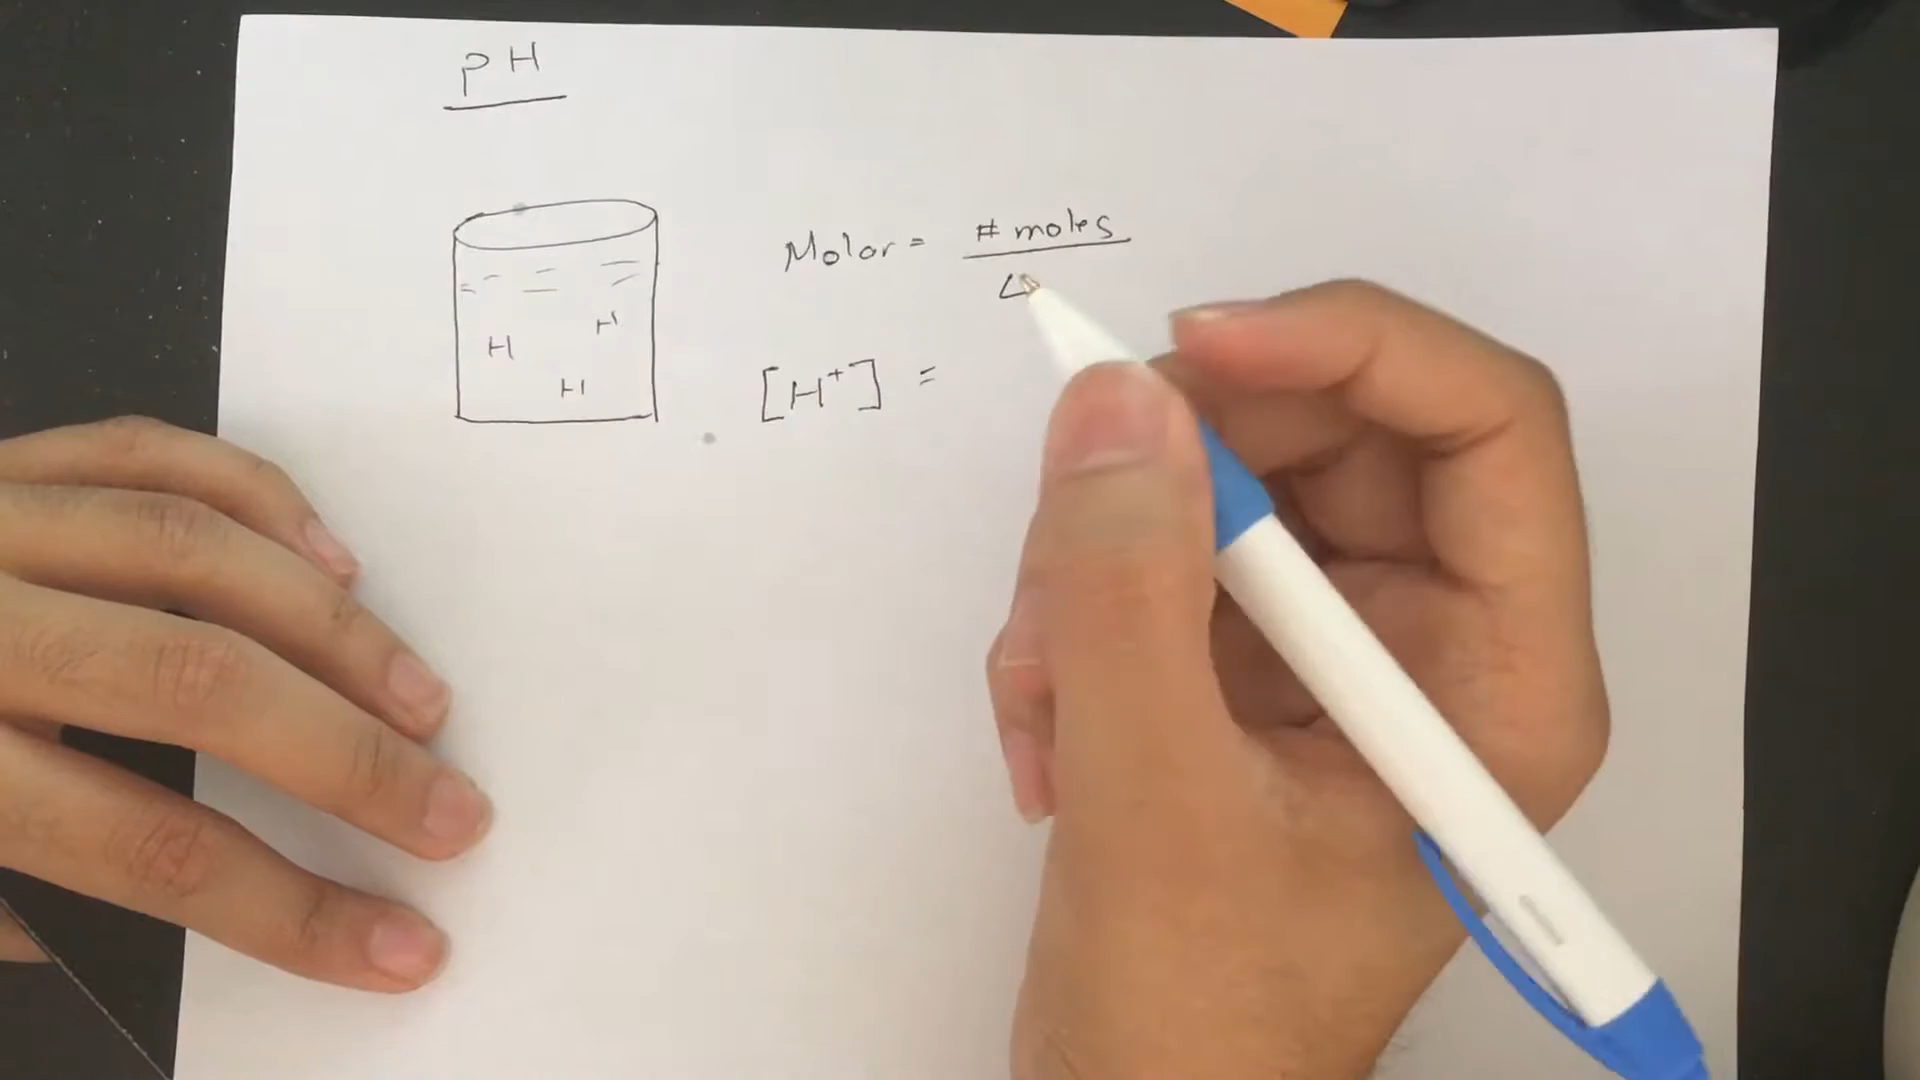 pH
Molar = # moles
L
H H
H
[H⁺] =